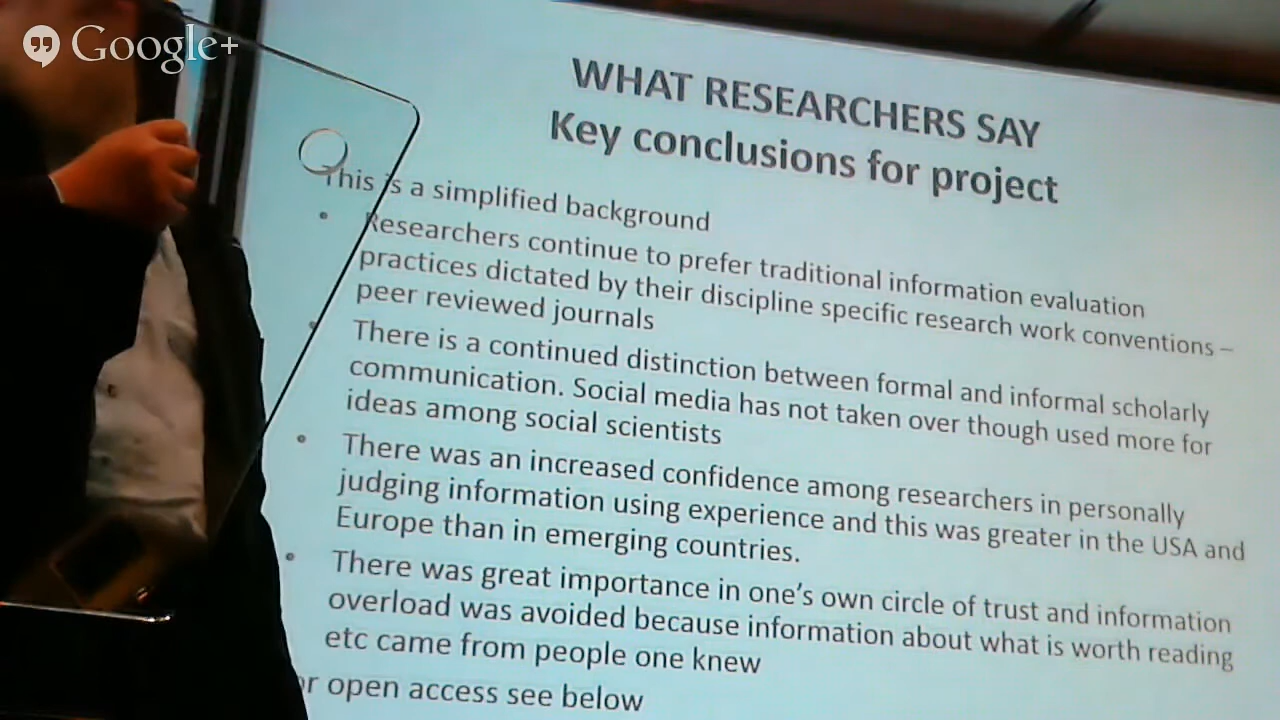 Google+
WHAT RESEARCHERS SAY
Key conclusions for project
This is a simplified background
• Researchers continue to prefer traditional information evaluation
practices dictated by their discipline specific research work conventions –
peer reviewed journals
• There is a continued distinction between formal and informal scholarly
communication. Social media has not taken over though used more for
ideas among social scientists
• There was an increased confidence among researchers in personally
judging information using experience and this was greater in the USA and
Europe than in emerging countries.
• There was great importance in one’s own circle of trust and information
overload was avoided because information about what is worth reading
etc came from people one knew
open access see below